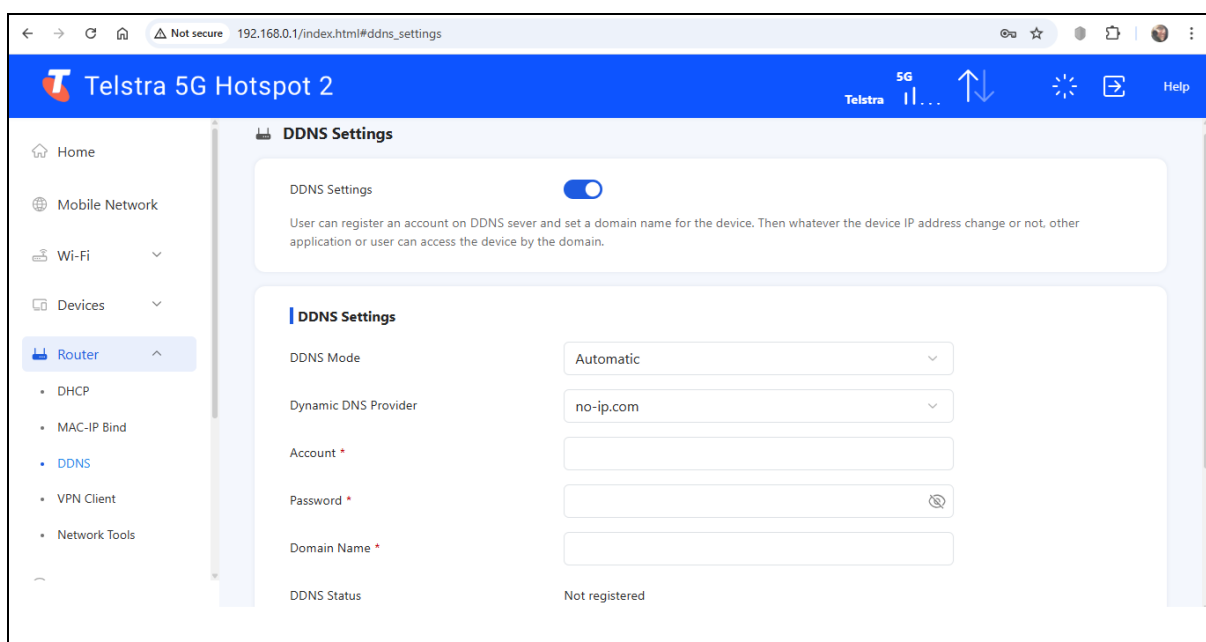 Not secure 192.168.0.1/index.html#ddns_settings
Telstra 5G Hotspot 2
5G
Telstra
Help
Home
Mobile Network
Wi-Fi
Devices
Router
DHCP
MAC-IP Bind
DDNS
VPN Client
Network Tools
DDNS Settings
DDNS Settings
User can register an account on DDNS sever and set a domain name for the device. Then whatever the device IP address change or not, other
application or user can access the device by the domain.
DDNS Settings
DDNS Mode Automatic
Dynamic DNS Provider no-ip.com
Account *
Password *
Domain Name *
DDNS Status Not registered